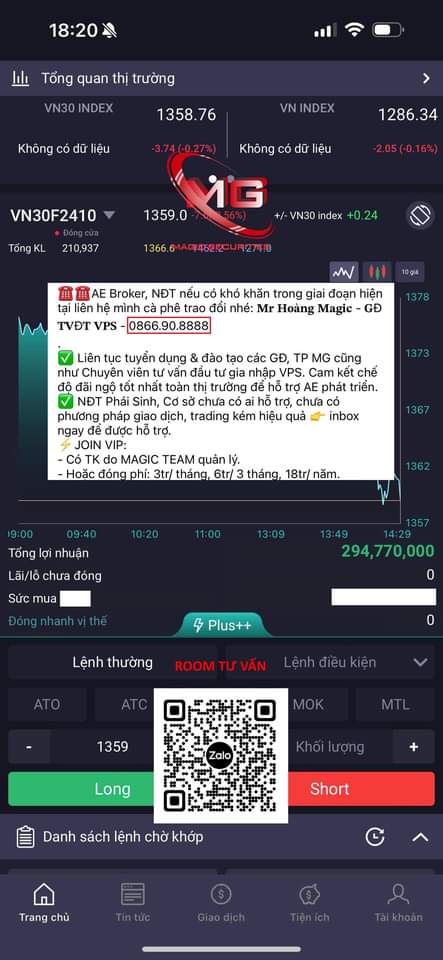 18:20
Tổng quan thị trường
VN30 INDEX
1358.76
VN INDEX
1286.34
Không có dữ liệu
-3.74 (-0.27%)
Không có dữ liệu
-2.05 (-0.16%)
MG
VN30F2410
1359.0
+/- VN30 index +0.24
Đóng cửa
Tổng KL 210,937
1366.6
10 giá
1378
☎️☎️AE Broker, NĐT nếu có khó khăn trong giai đoạn hiện
tại liên hệ mình cà phê trao đổi nhé: Mr Hoàng Magic - GĐ
TVĐT VPS - 0866.90.8888
.
✅ Liên tục tuyển dụng & đào tạo các GĐ, TP MG cũng
như Chuyên viên tư vấn đầu tư gia nhập VPS. Cam kết chế
độ đãi ngộ tốt nhất toàn thị trường để hỗ trợ AE phát triển.
✅ NĐT Phái Sinh, Cơ sở chưa có ai hỗ trợ, chưa có
phương pháp giao dịch, trading kém hiệu quả 👉 inbox
ngay để được hỗ trợ.
⚡ JOIN VIP:
- Có TK do MAGIC TEAM quản lý.
- Hoặc đóng phí: 3tr/ tháng, 6tr/ 3 tháng, 18tr/ năm.
1373
1367
1362
1357
09:00 09:40 10:20 11:00 13:09 13:49 14:29
Tổng lợi nhuận
294,770,000
Lãi/lỗ chưa đóng
0
Sức mua
Đóng nhanh vị thế
0
Plus++
Lệnh thường
ROOM TƯ VẤN
Lệnh điều kiện
ATO
ATC
MOK
MTL
-
1359
Khối lượng
+
Zalo
Long
Short
Danh sách lệnh chờ khớp
Trang chủ
Tin tức
Giao dịch
Tiện ích
Tài khoản